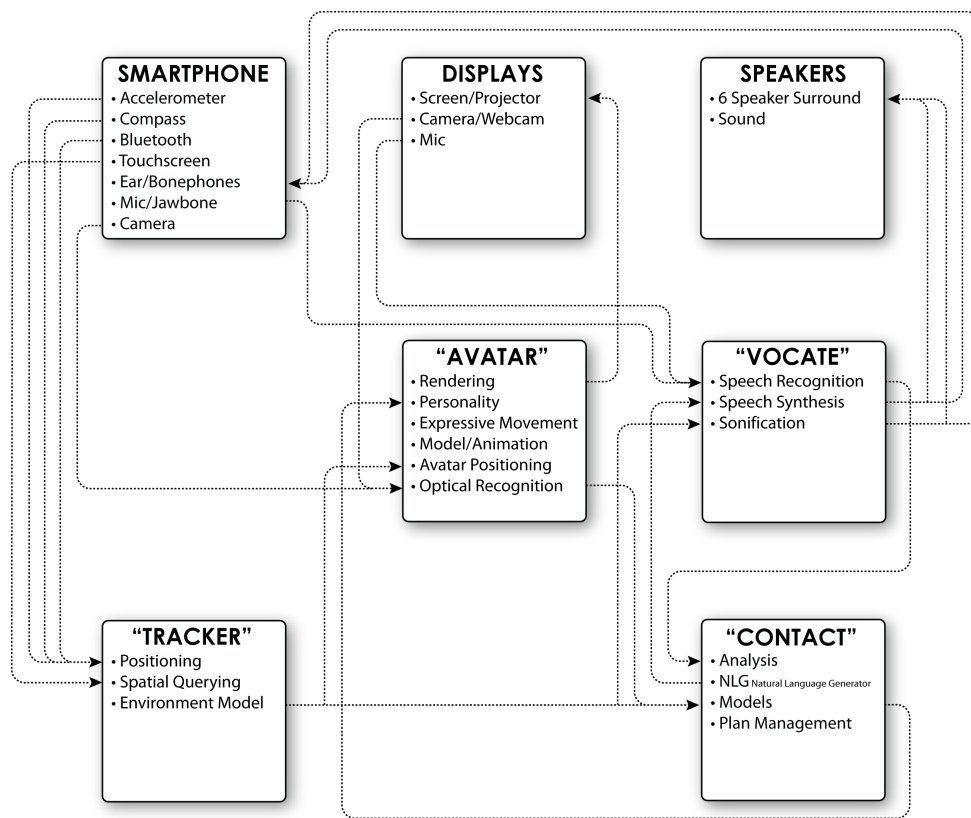 SMARTPHONE
• Accelerometer
• Compass
• Bluetooth
• Touchscreen
• Ear/Bonephones
• Mic/Jawbone
• Camera
DISPLAYS
• Screen/Projector
• Camera/Webcam
• Mic
SPEAKERS
• 6 Speaker Surround
• Sound
“AVATAR”
• Rendering
• Personality
• Expressive Movement
• Model/Animation
• Avatar Positioning
• Optical Recognition
“VOCATE”
• Speech Recognition
• Speech Synthesis
• Sonification
“TRACKER”
• Positioning
• Spatial Querying
• Environment Model
“CONTACT”
• Analysis
• NLG Natural Language Generator
• Models
• Plan Management